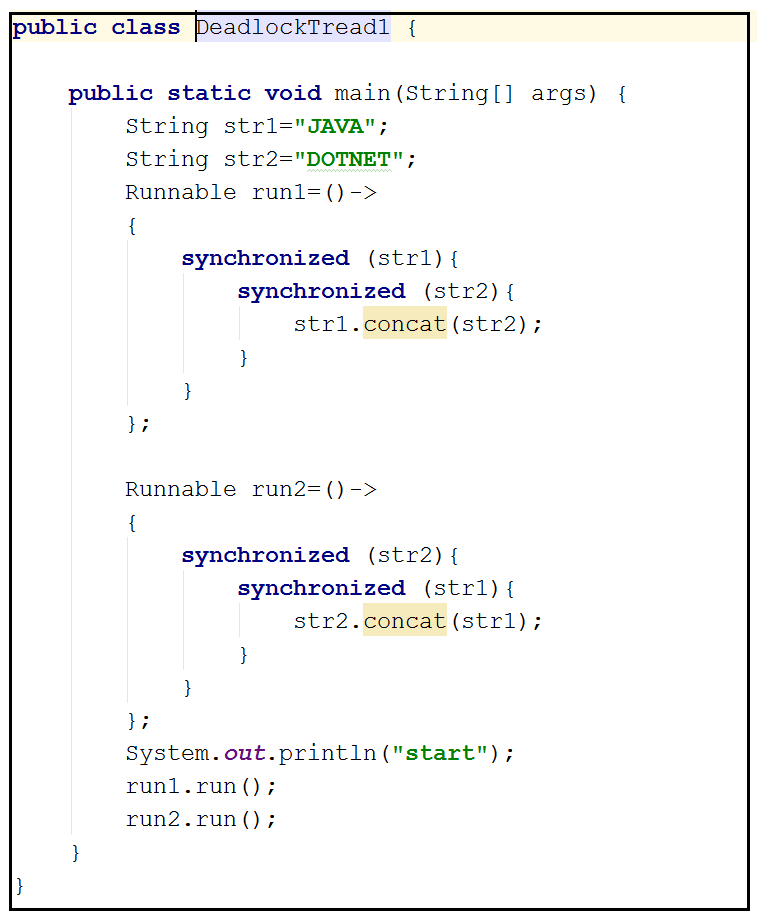 public class DeadlockTread1 {
public static void main(String[] args) {
String str1="JAVA";
String str2="DOTNET";
Runnable run1=()->
{
synchronized (str1){
synchronized (str2){
str1.concat(str2);
}
}
};
Runnable run2=()->
{
synchronized (str2){
synchronized (str1){
str2.concat(str1);
}
}
};
System.out.println("start");
run1.run();
run2.run();
}
}